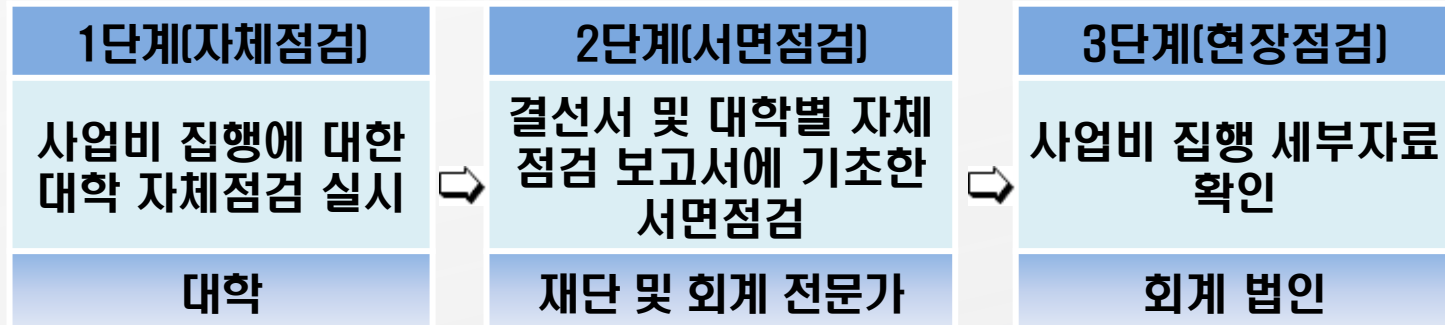 1단계(자체점검)
사업비 집행에 대한
대학 자체점검 실시
대학
2단계(서면점검)
결선서 및 대학별 자체
점검 보고서에 기초한
서면점검
재단 및 회계 전문가
3단계(현장점검)
사업비 집행 세부자료
확인
회계 법인